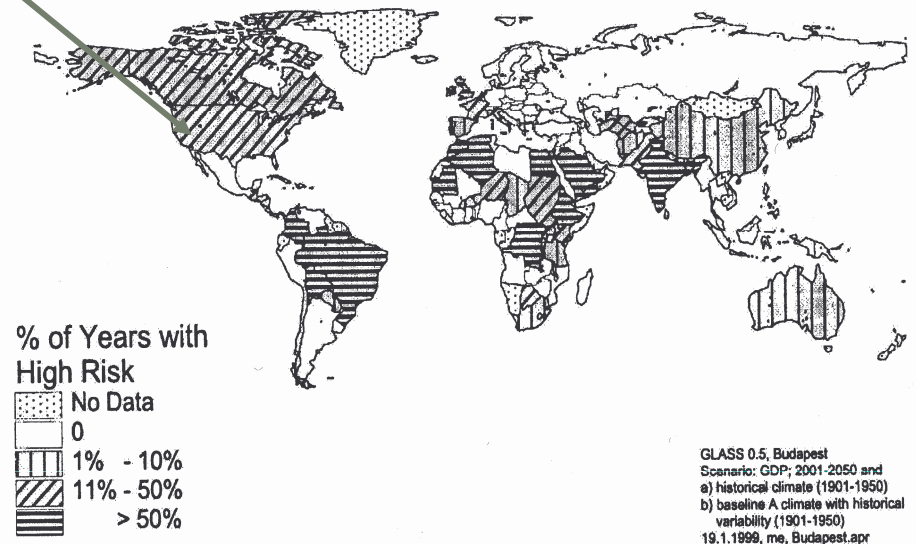 % of Years with
High Risk
No Data
0
1% - 10%
11% - 50%
> 50%
GLASS 0.5, Budapest
Scenario: GDP; 2001-2050 and
a) historical climate (1901-1950)
b) baseline A climate with historical
variability (1901-1950)
19.1.1999, me, Budapest.apr